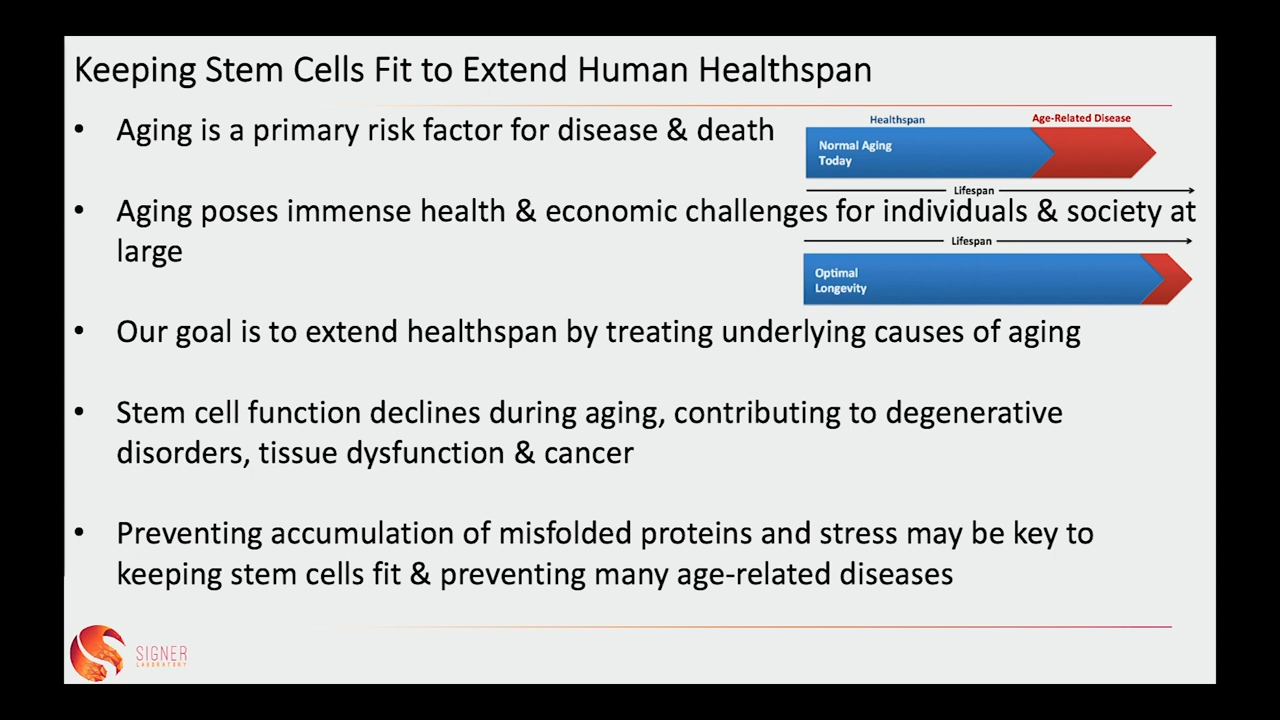 Keeping Stem Cells Fit to Extend Human Healthspan
• Aging is a primary risk factor for disease & death
Healthspan
Age-Related Disease
Normal Aging
Today
Lifespan
• Aging poses immense health & economic challenges for individuals & society at
large
Lifespan
Optimal
Longevity
• Our goal is to extend healthspan by treating underlying causes of aging
• Stem cell function declines during aging, contributing to degenerative
disorders, tissue dysfunction & cancer
• Preventing accumulation of misfolded proteins and stress may be key to
keeping stem cells fit & preventing many age-related diseases
SIGNER
LABORATORY